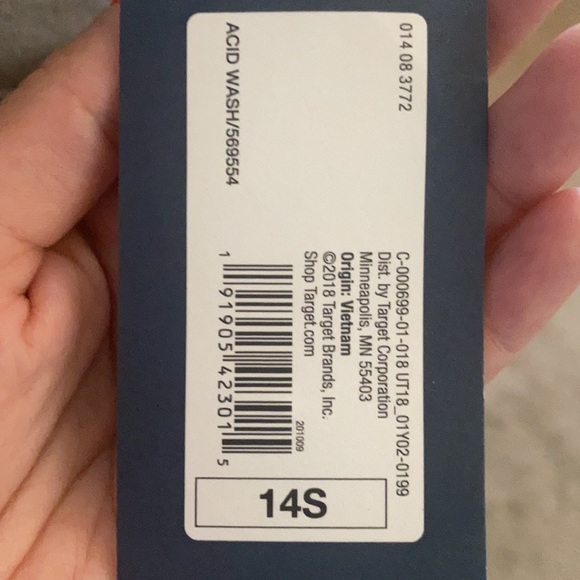 014 08 3772
ACID WASH/569554
C-000699-01-018 UT18_01Y02-0199
Dist. by Target Corporation
Minneapolis, MN 55403
Origin: Vietnam
©2018 Target Brands, Inc.
Shop Target.com
201009
1 91905 42301 5
14S